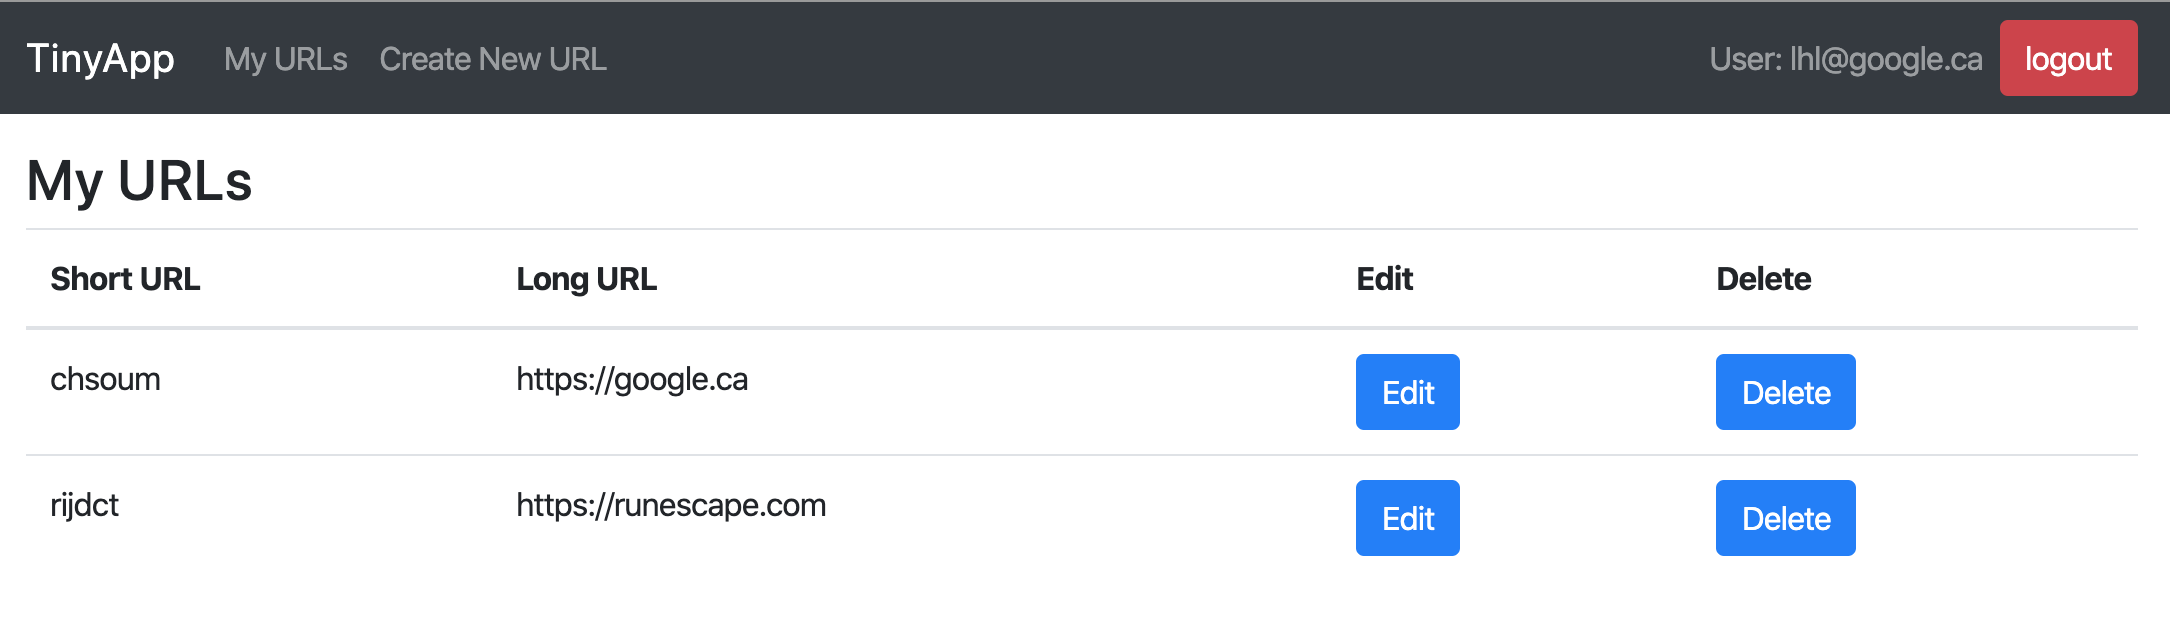 TinyApp My URLs Create New URL User: lhl@google.ca logout
My URLs
Short URL Long URL Edit Delete
chsoum https://google.ca Edit Delete
rijdct https://runescape.com Edit Delete